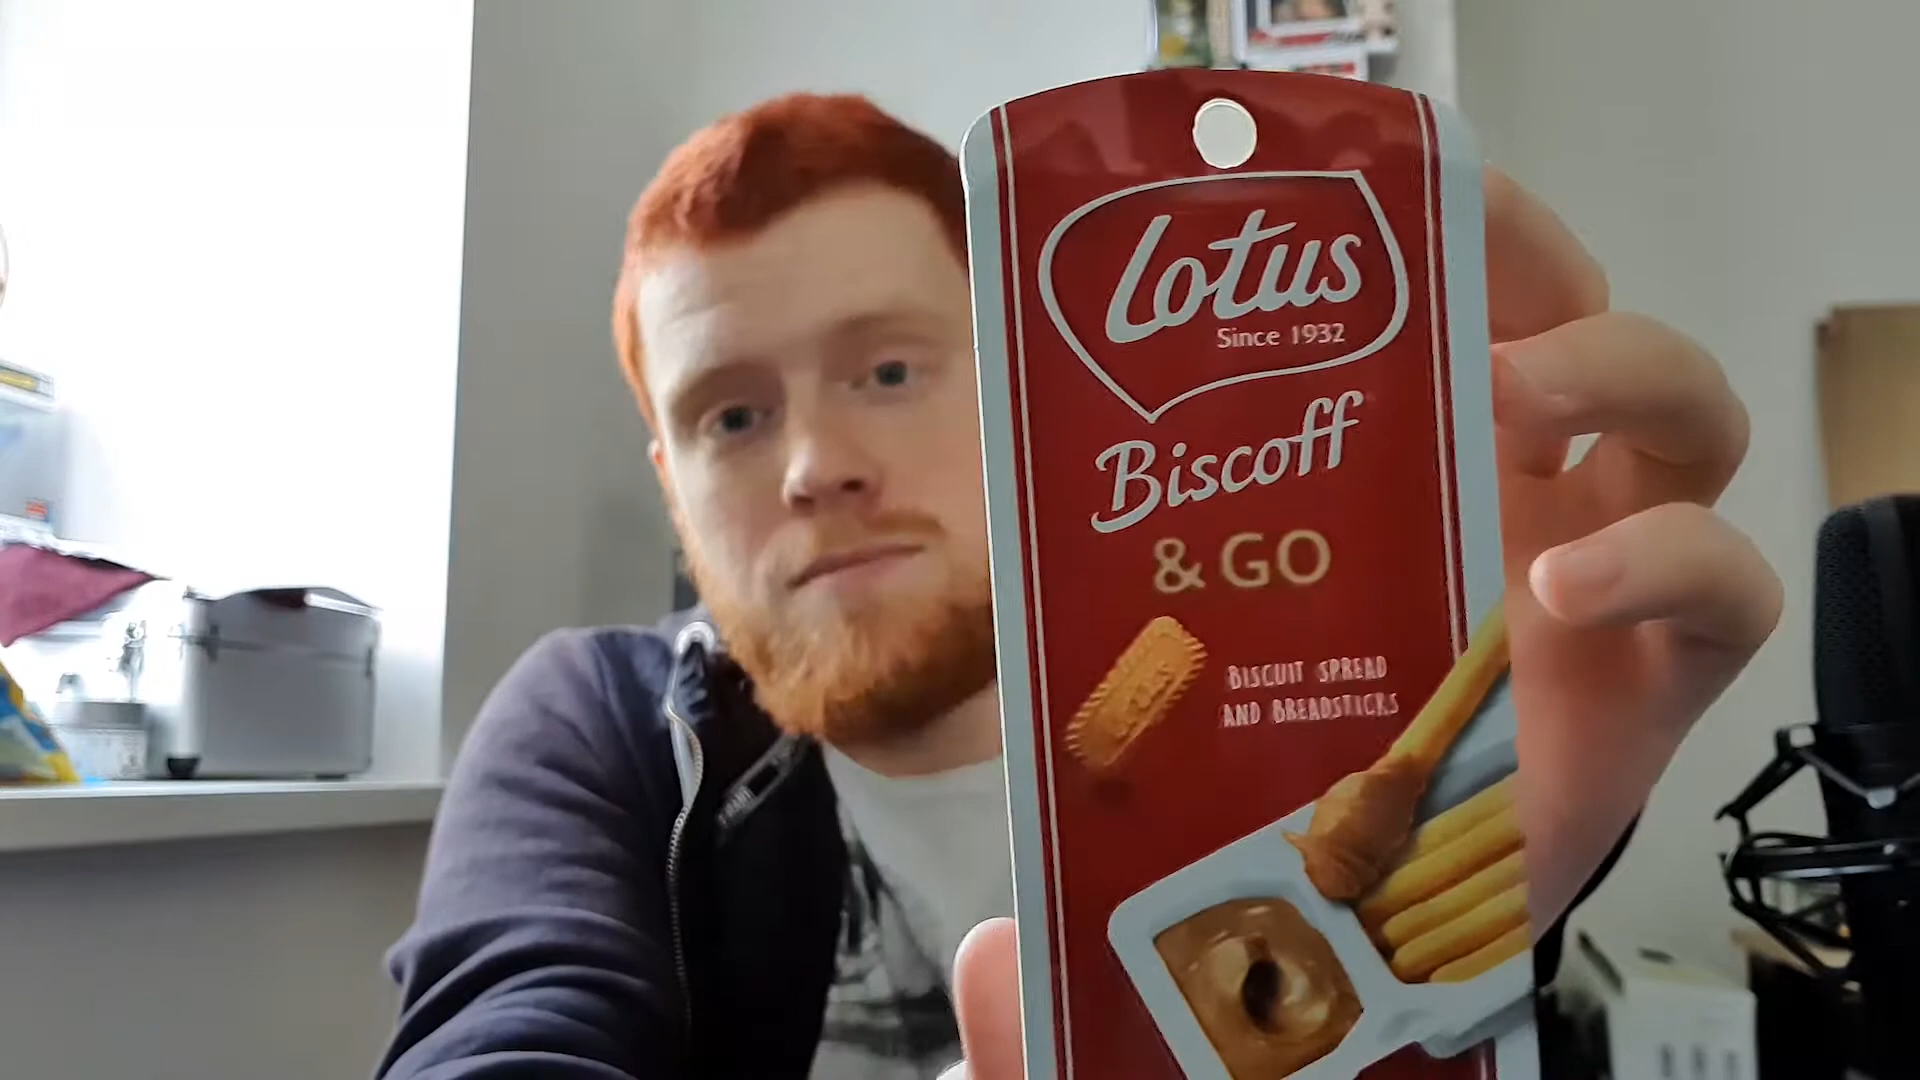 Lotus
Since 1932
Biscoff
& GO
BISCUIT SPREAD
AND BREADSTICKS